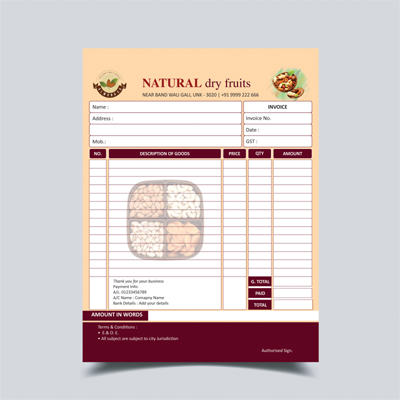 NATURAL dry fruits
NEAR BAND WALI GALI, UNK - 3020 | +91 9999 222 666
Name :
INVOICE
Address :
Invoice No.
Date :
Mob.:
GST :
NO. DESCRIPTION OF GOODS PRICE QTY AMOUNT
Thank you for your business
Payment Info:
A/c. 01233456789
A/C Name : Comapny Name
Bank Details : Add your details
G. TOTAL
PAID
TOTAL
AMOUNT IN WORDS
Terms & Conditions :
• E.& O. E.
• All subject are subject to city Jurisdiction
Authorised Sign.